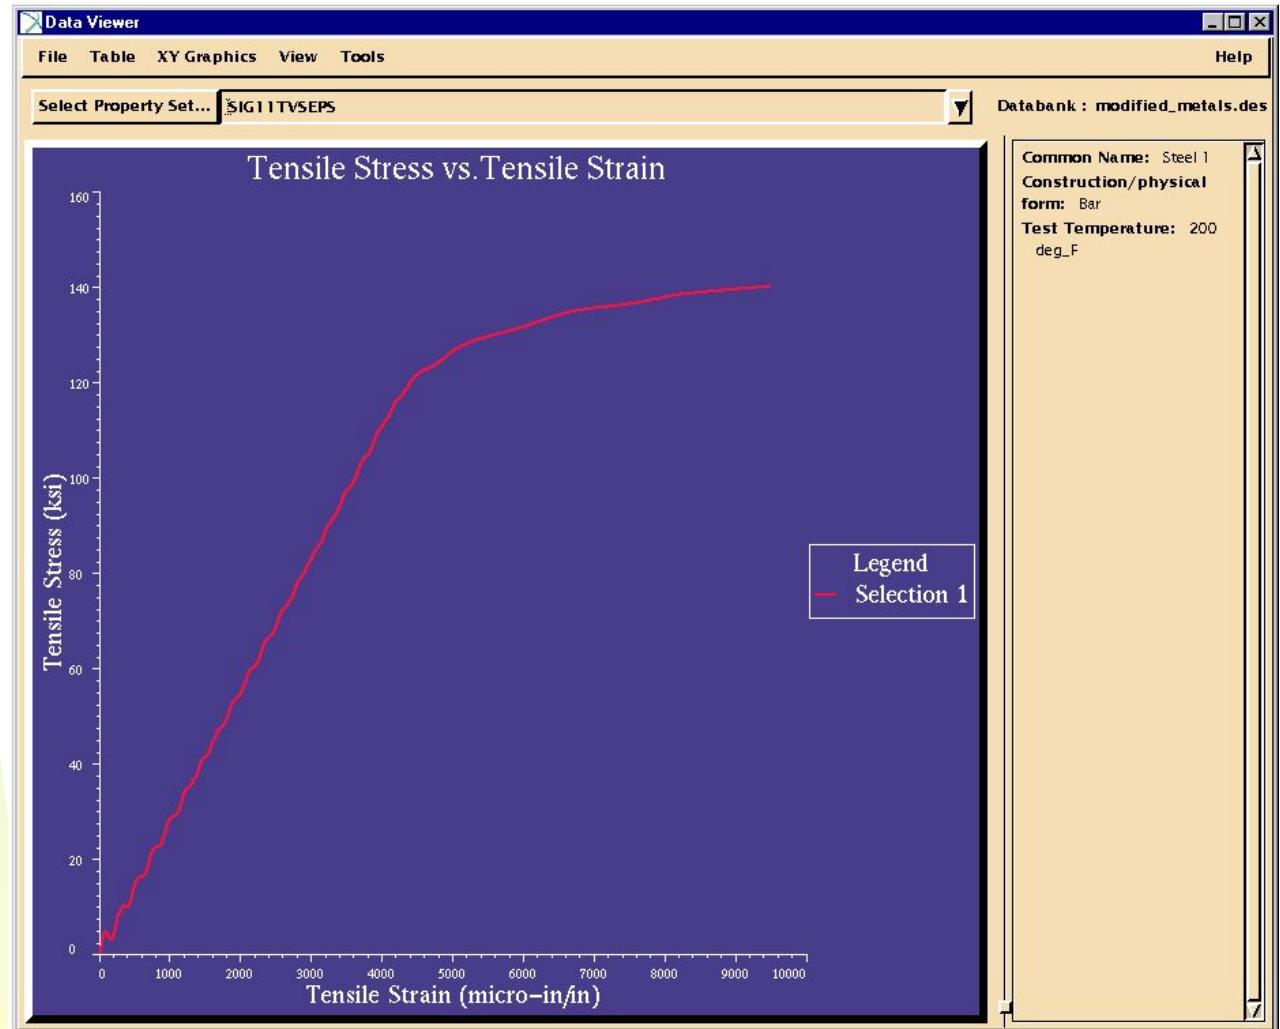 Data Viewer
File Table XY Graphics View Tools Help
Select Property Set... SIG11TVSEPS Databank : modified_metals.des
Tensile Stress vs.Tensile Strain
160
140
120
100
80
60
40
20
0
Tensile Stress (ksi)
0 1000 2000 3000 4000 5000 6000 7000 8000 9000 10000
Tensile Strain (micro-in/in)
Legend
Selection 1
Common Name: Steel 1
Construction/physical
form: Bar
Test Temperature: 200
deg_F